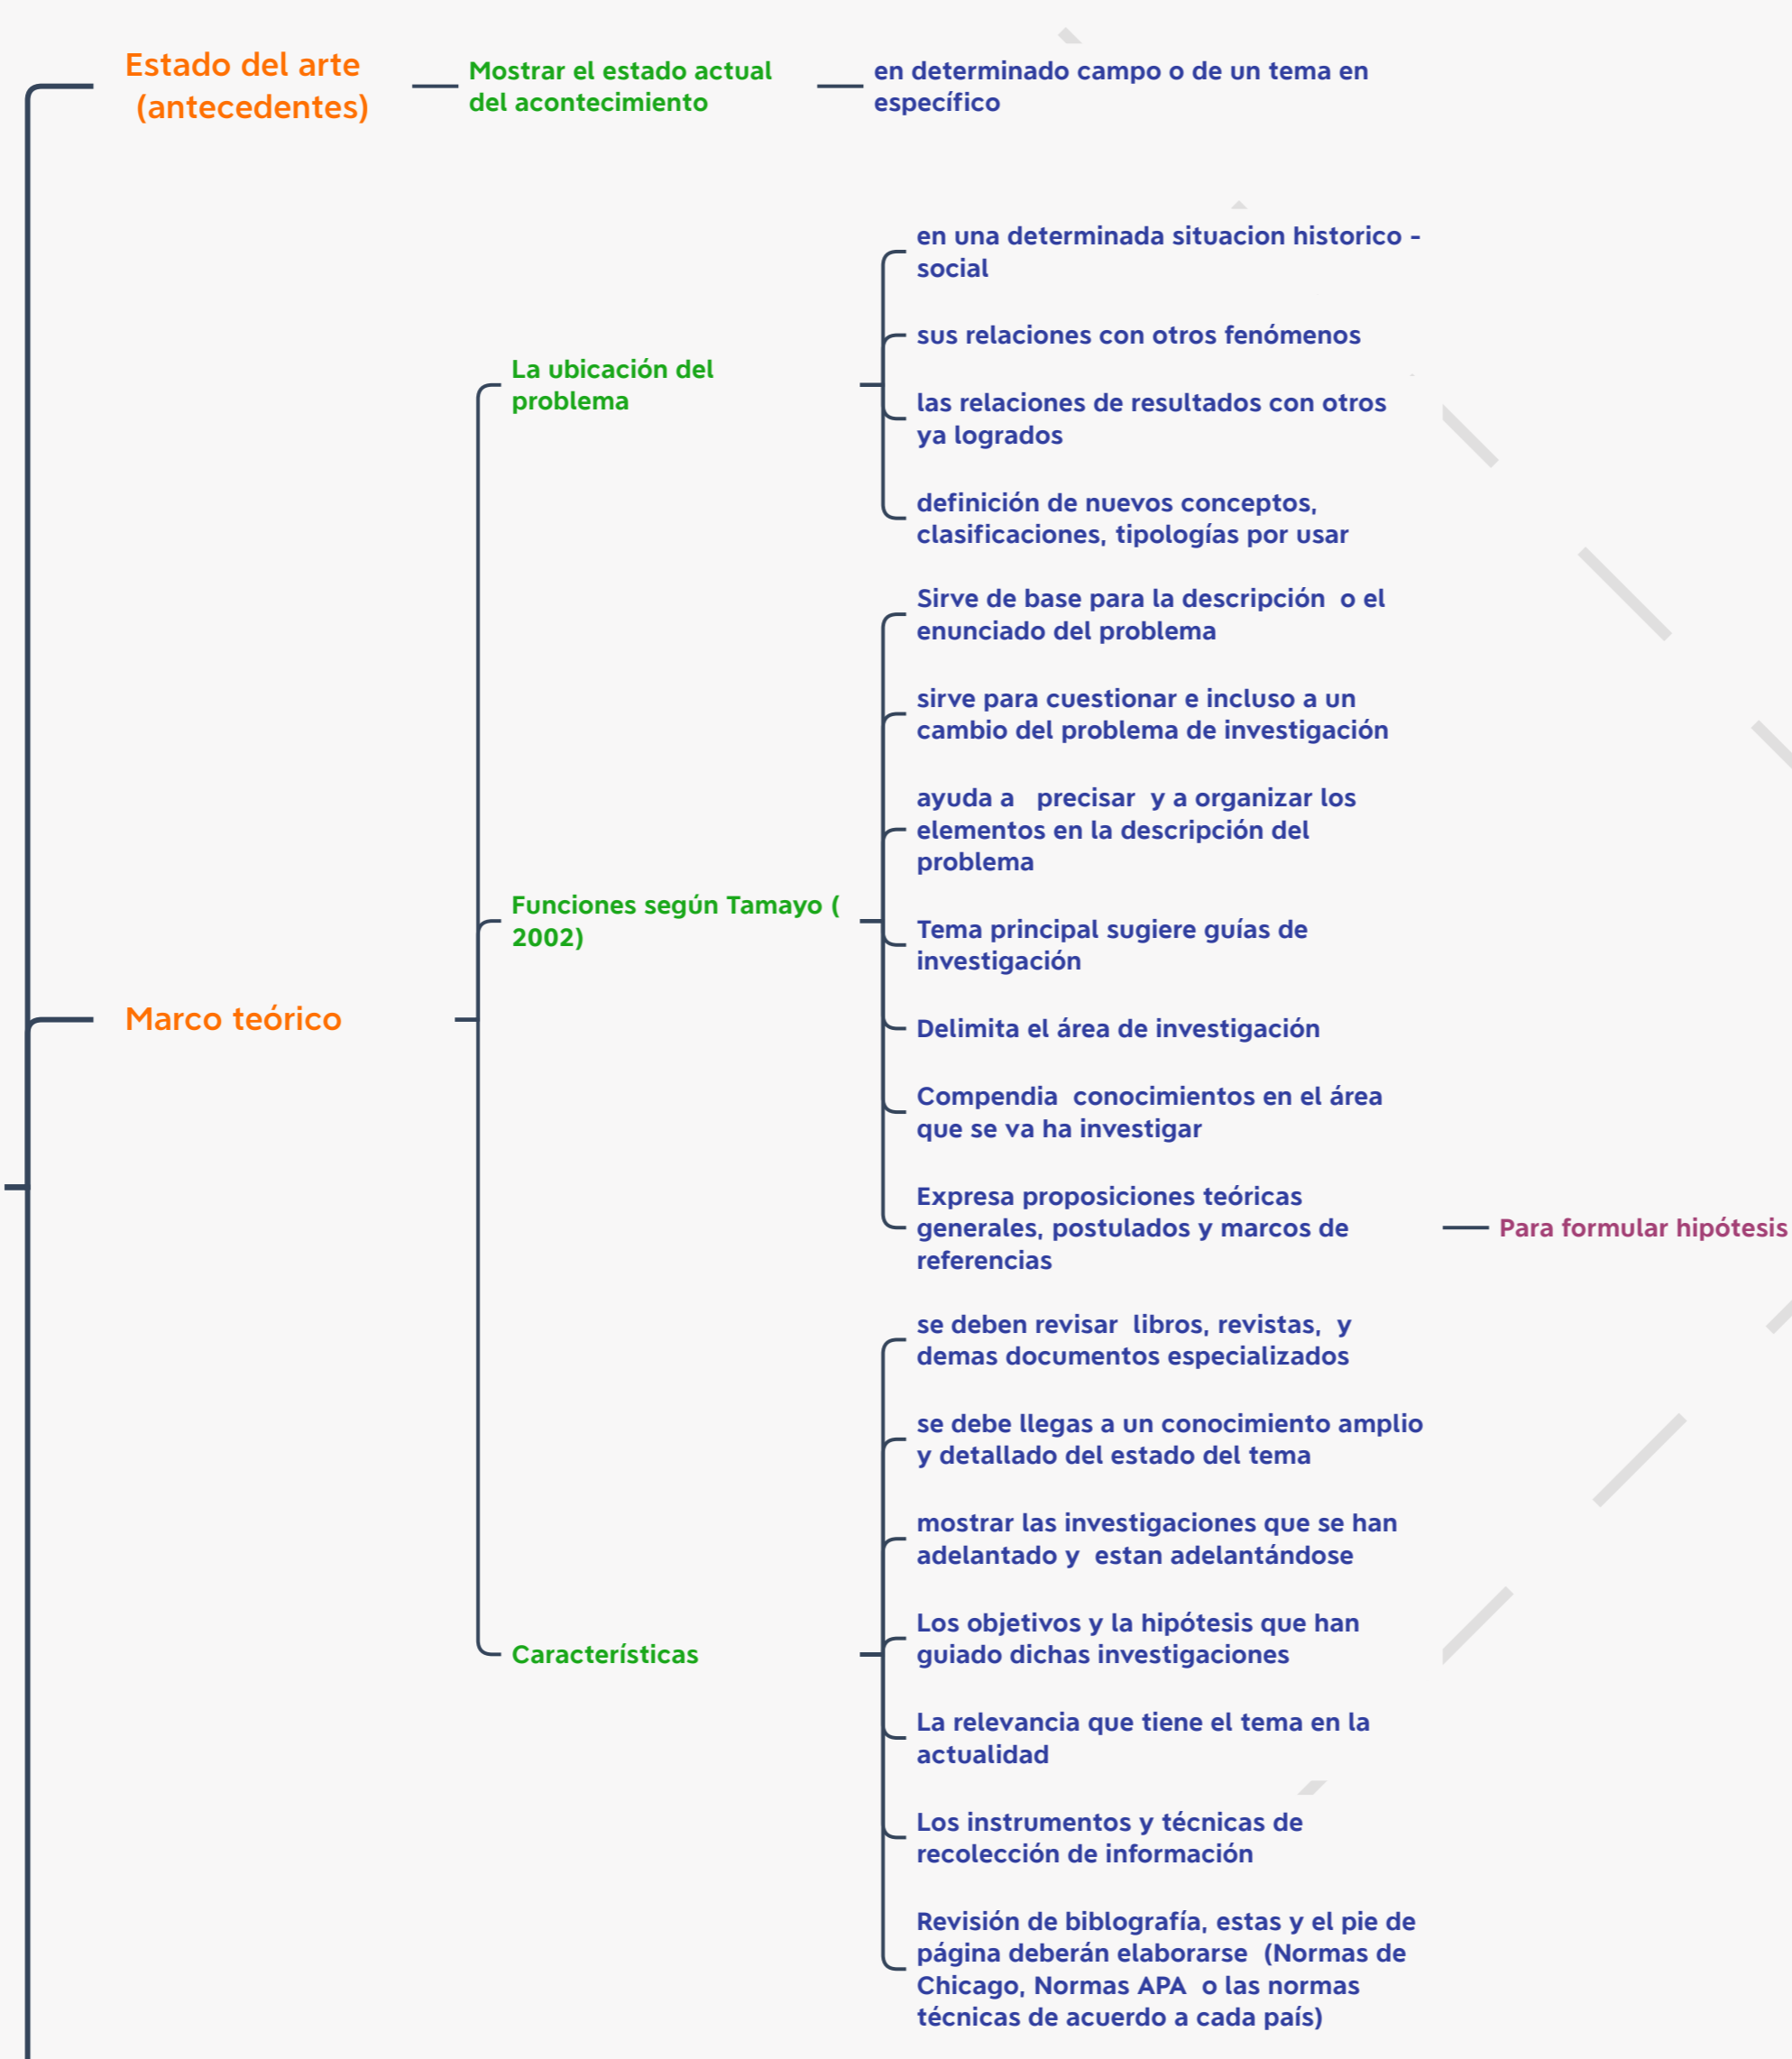 Estado del arte
(antecedentes)
Mostrar el estado actual
del acontecimiento
en determinado campo o de un tema en
específico
Marco teórico
La ubicación del
problema
en una determinada situacion historico -
social
sus relaciones con otros fenómenos
las relaciones de resultados con otros
ya logrados
definición de nuevos conceptos,
clasificaciones, tipologías por usar
Funciones según Tamayo (
2002)
Sirve de base para la descripción  o el
enunciado del problema
sirve para cuestionar e incluso a un
cambio del problema de investigación
ayuda a   precisar  y a organizar los
elementos en la descripción del
problema
Tema principal sugiere guías de
investigación
Delimita el área de investigación
Compendia  conocimientos en el área
que se va ha investigar
Expresa proposiciones teóricas
generales, postulados y marcos de
referencias
Para formular hipótesis
Características
se deben revisar  libros, revistas,  y
demas documentos especializados
se debe llegas a un conocimiento amplio
y detallado del estado del tema
mostrar las investigaciones que se han
adelantado y  estan adelantándose
Los objetivos y la hipótesis que han
guiado dichas investigaciones
La relevancia que tiene el tema en la
actualidad
Los instrumentos y técnicas de
recolección de información
Revisión de biblografía, estas y el pie de
página deberán elaborarse  (Normas de
Chicago, Normas APA  o las normas
técnicas de acuerdo a cada país)